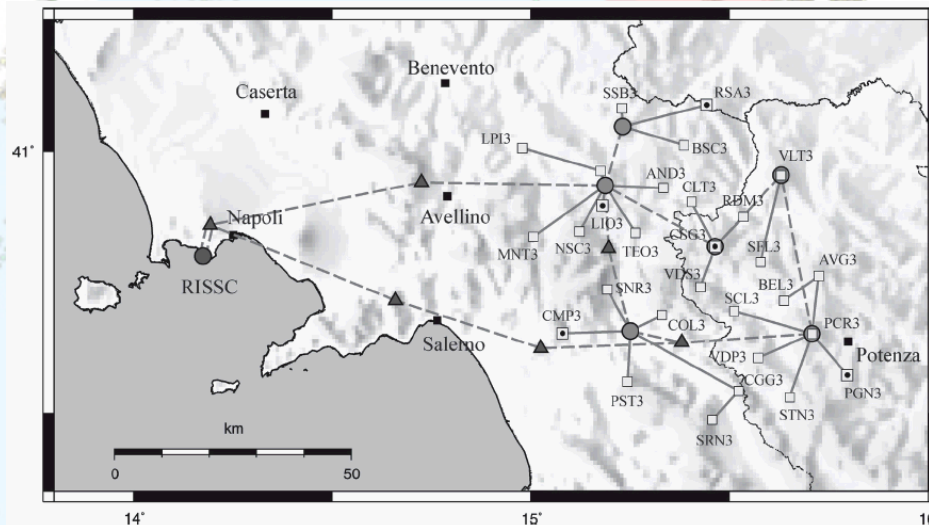 Benevento
Caserta
SSB3
RSA3
LPI3
BSC3
41°
VLT3
AND3
CLT3
RDM3
Avellino
Napoli
LIO3
CSG3
MNT3
NSC3
TEO3
SFL3
AVG3
RISSC
VDS3
BEL3
SNR3
SCL3
CMP3
COL3
PCR3
Salerno
VDP3
Potenza
CGG3
PST3
STN3
PGN3
SRN3
km
0
50
14°
15°